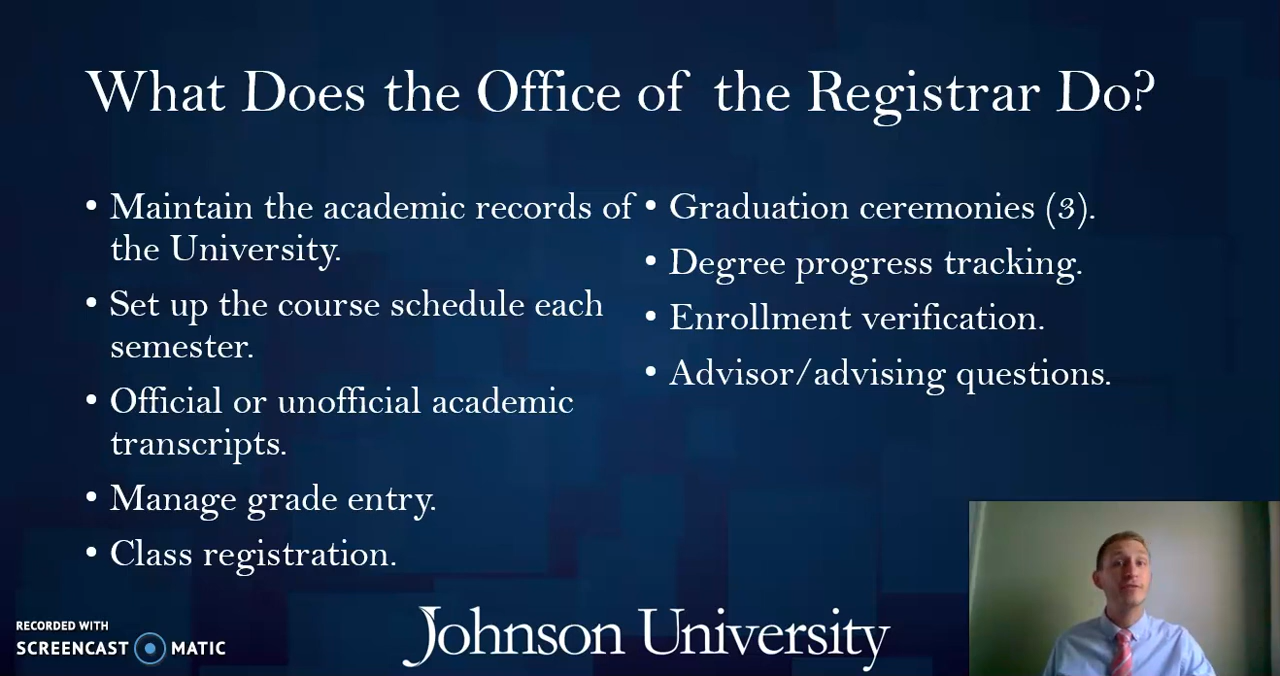 What Does the Office of the Registrar Do?
• Maintain the academic records of
the University.
• Set up the course schedule each
semester.
• Official or unofficial academic
transcripts.
• Manage grade entry.
• Class registration.
• Graduation ceremonies (3).
• Degree progress tracking.
• Enrollment verification.
• Advisor/advising questions.
RECORDED WITH
SCREENCAST MATIC
Johnson University